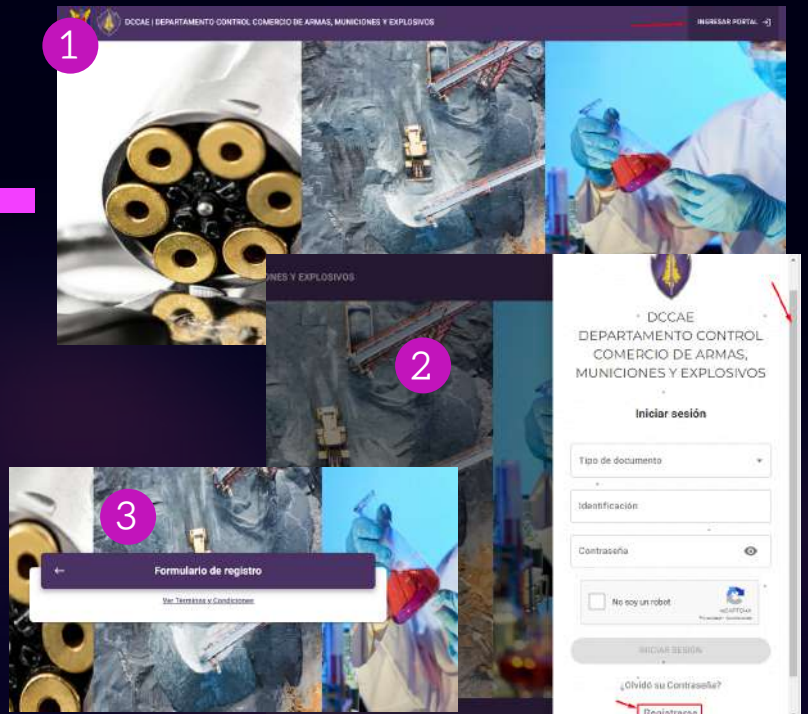 1
DCCAE | DEPARTAMENTO CONTROL COMERCIO DE ARMAS, MUNICIONES Y EXPLOSIVOS
INGRESAR PORTAL
2
NES Y EXPLOSIVOS
DCCAE
DEPARTAMENTO CONTROL
COMERCIO DE ARMAS,
MUNICIONES Y EXPLOSIVOS
Iniciar sesión
Tipo de documento
Identificación
Contraseña
No soy un robot
reCAPTCHA
INICIAR SESIÓN
¿Olvidó su Contraseña?
Registrarse
3
Formulario de registro
Ver Términos y Condiciones